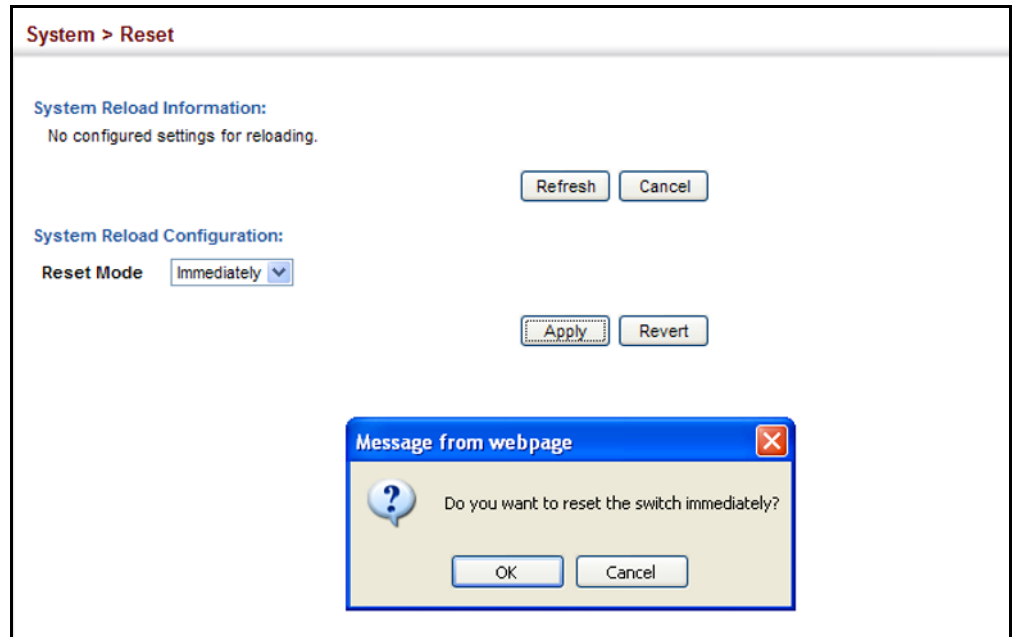 System > Reset
System Reload Information:
No configured settings for reloading.
Refresh Cancel
System Reload Configuration:
Reset Mode Immediately
Apply Revert
Message from webpage
Do you want to reset the switch immediately?
OK Cancel